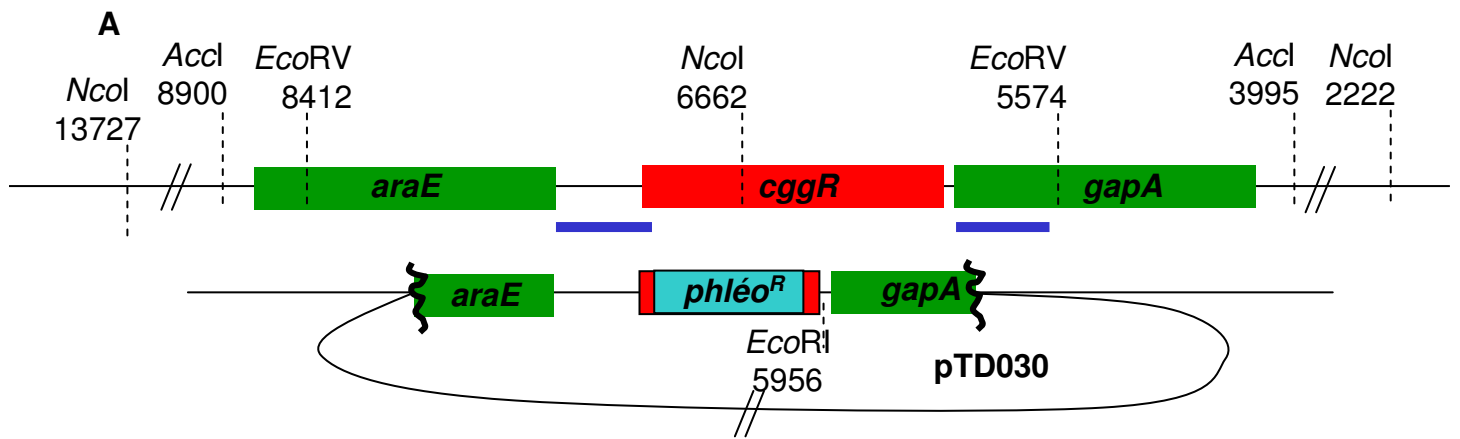 A
NcoI
13727
AccI
8900
EcoRV
8412
NcoI
6662
EcoRV
5574
AccI
3995
NcoI
2222
araE
cggR
gapA
araE
phléoᴿ
gapA
EcoRI
5956
pTD030